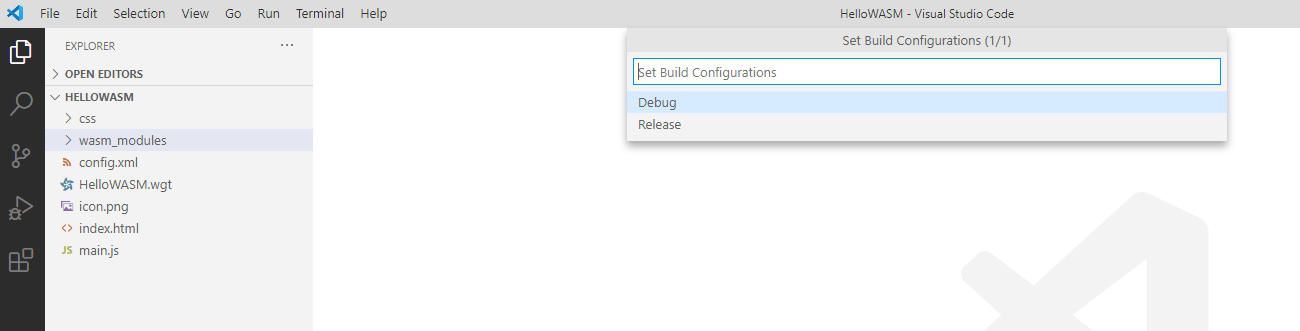 File Edit Selection View Go Run Terminal Help
HelloWASM - Visual Studio Code
EXPLORER
OPEN EDITORS
HELLOWASM
css
wasm_modules
config.xml
HelloWASM.wgt
icon.png
index.html
JS main.js
Set Build Configurations (1/1)
Set Build Configurations
Debug
Release